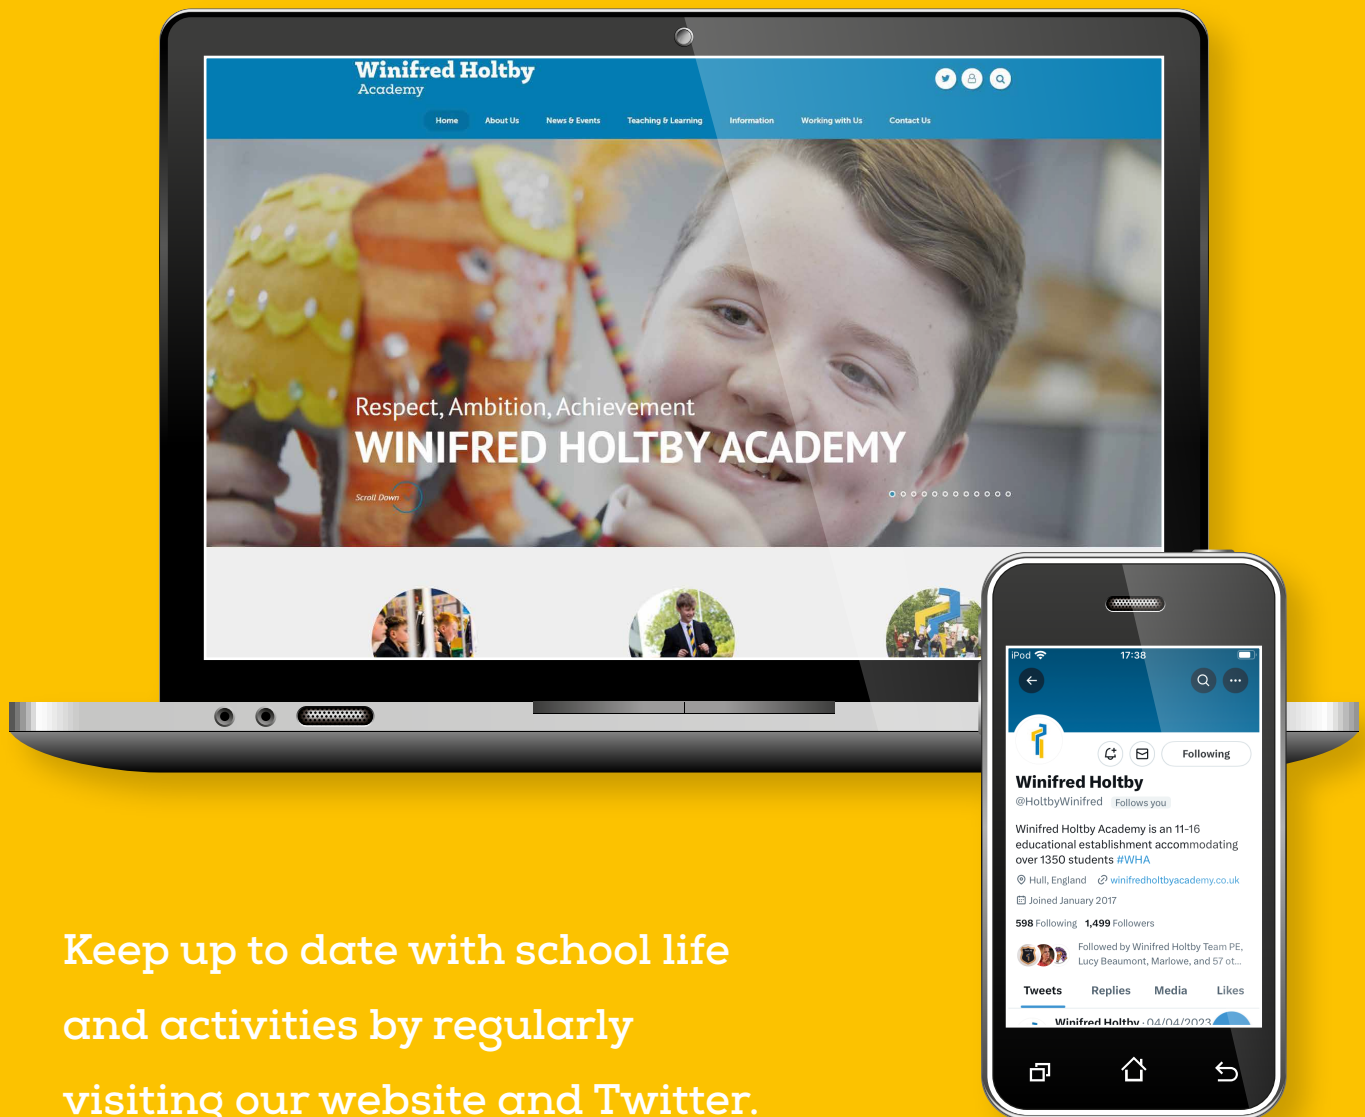 Winifred Holtby
Academy
Home About Us News & Events Teaching & Learning Information Working with Us Contact Us
Respect, Ambition, Achievement
WINIFRED HOLTBY ACADEMY
Scroll Down
iPod 17:38
Following
Winifred Holtby
@HoltbyWinifred Follows you
Winifred Holtby Academy is an 11-16
educational establishment accommodating
over 1350 students #WHA
Hull, England winifredholtbyacademy.co.uk
Joined January 2017
598 Following 1,499 Followers
Followed by Winifred Holtby Team PE,
Lucy Beaumont, Marlowe, and 57 ot...
Tweets Replies Media Likes
Winifred Holtby · 04/04/2023
Keep up to date with school life
and activities by regularly
visiting our website and Twitter.